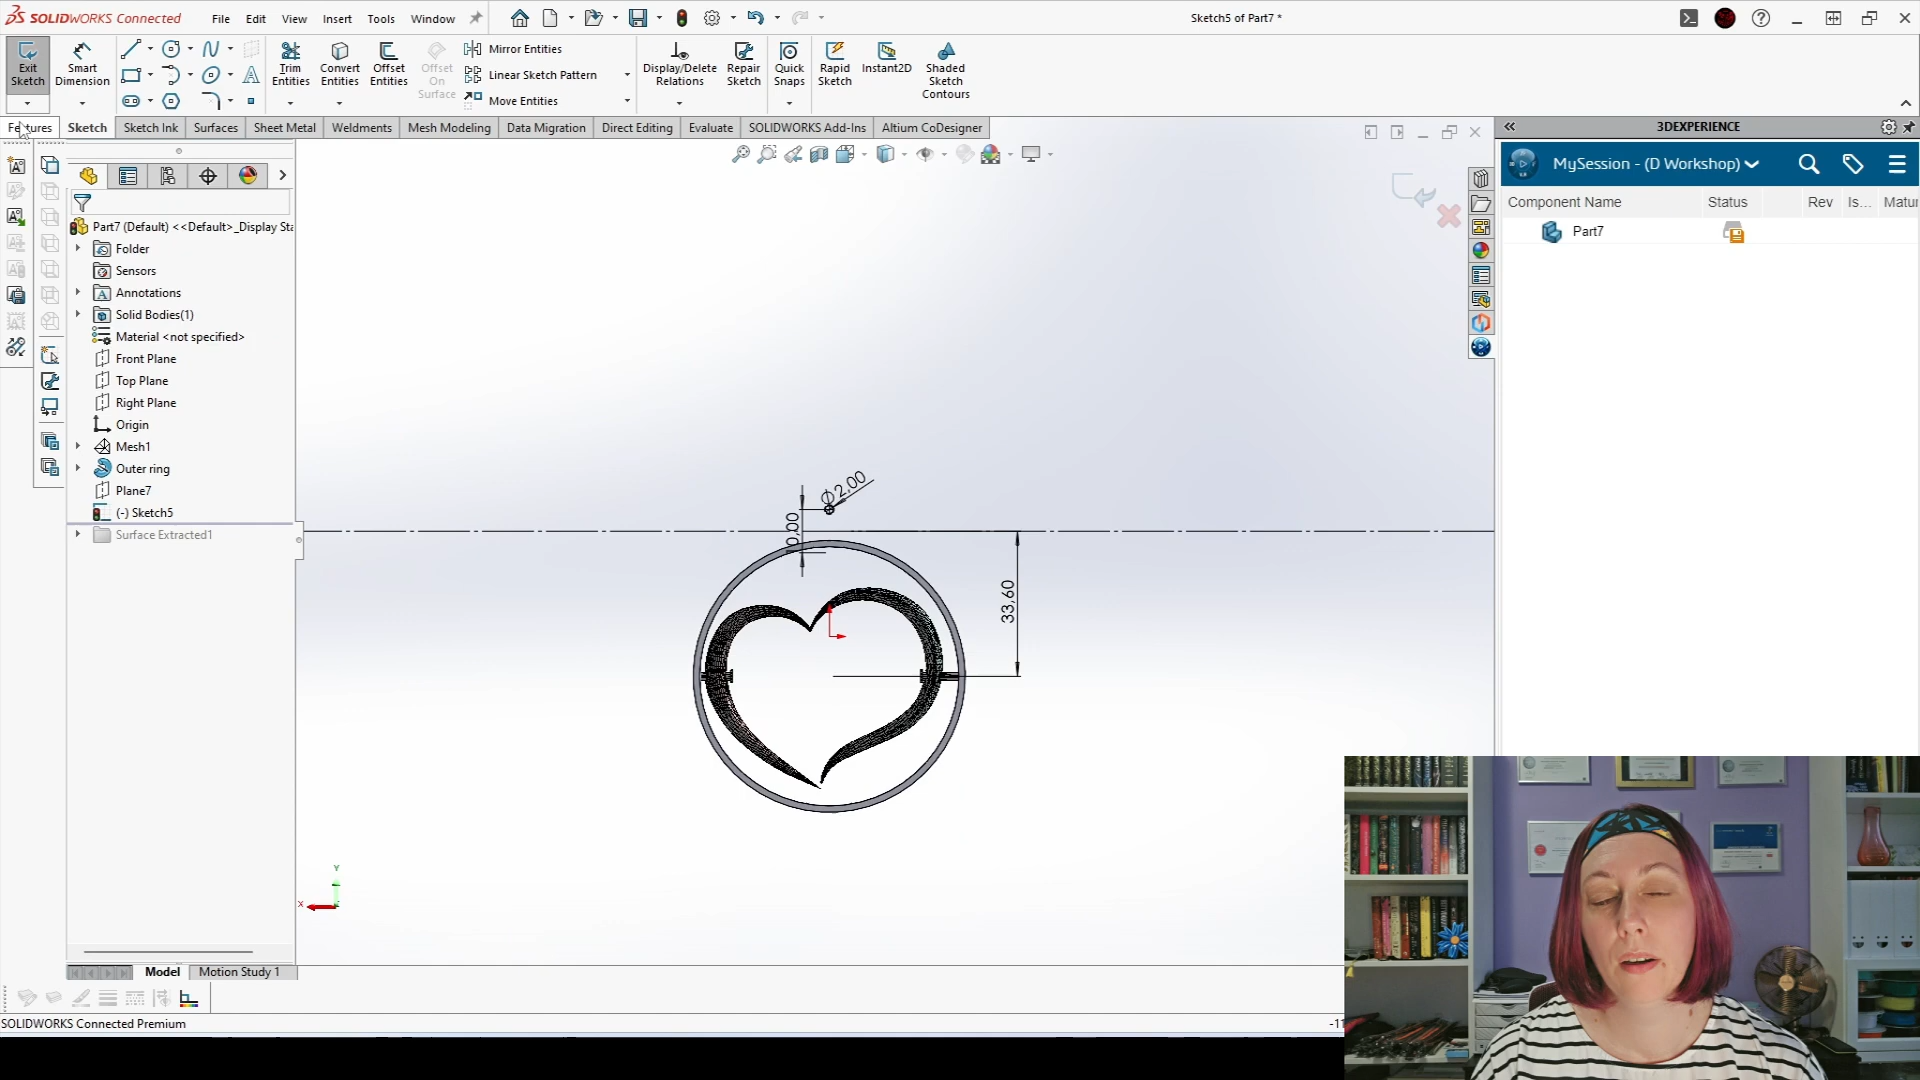 SOLIDWORKS Connected
File Edit View Insert Tools Window
Sketch5 of Part7 *
Exit Sketch
Smart Dimension
Trim Entities
Convert Entities
Offset Entities
Offset On Surface
Mirror Entities
Linear Sketch Pattern
Move Entities
Display/Delete Relations
Repair Sketch
Quick Snaps
Rapid Sketch
Instant2D
Shaded Sketch Contours
Features Sketch Sketch Ink Surfaces Sheet Metal Weldments Mesh Modeling Data Migration Direct Editing Evaluate SOLIDWORKS Add-Ins Altium CoDesigner
3DEXPERIENCE
MySession - (D Workshop)
Component Name Status Rev Is... Matur
Part7
Part7 (Default) <<Default>_Display Sta
Folder
Sensors
Annotations
Solid Bodies(1)
Material <not specified>
Front Plane
Top Plane
Right Plane
Origin
Mesh1
Outer ring
Plane7
(-) Sketch5
Surface Extracted1
∅2,00
33,60
Y
X
Model Motion Study 1
SOLIDWORKS Connected Premium